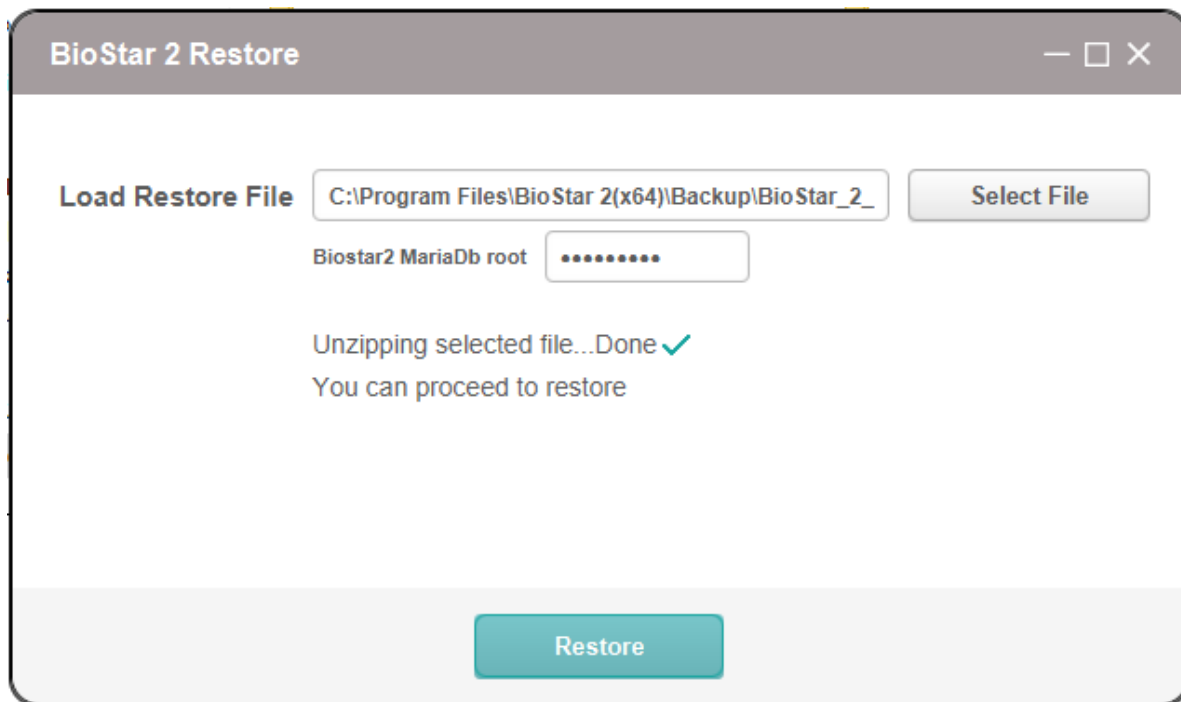 BioStar 2 Restore
Load Restore File C:\Program Files\BioStar 2(x64)\Backup\BioStar_2_ Select File
Biostar2 MariaDb root •••••••••
Unzipping selected file...Done
You can proceed to restore
Restore